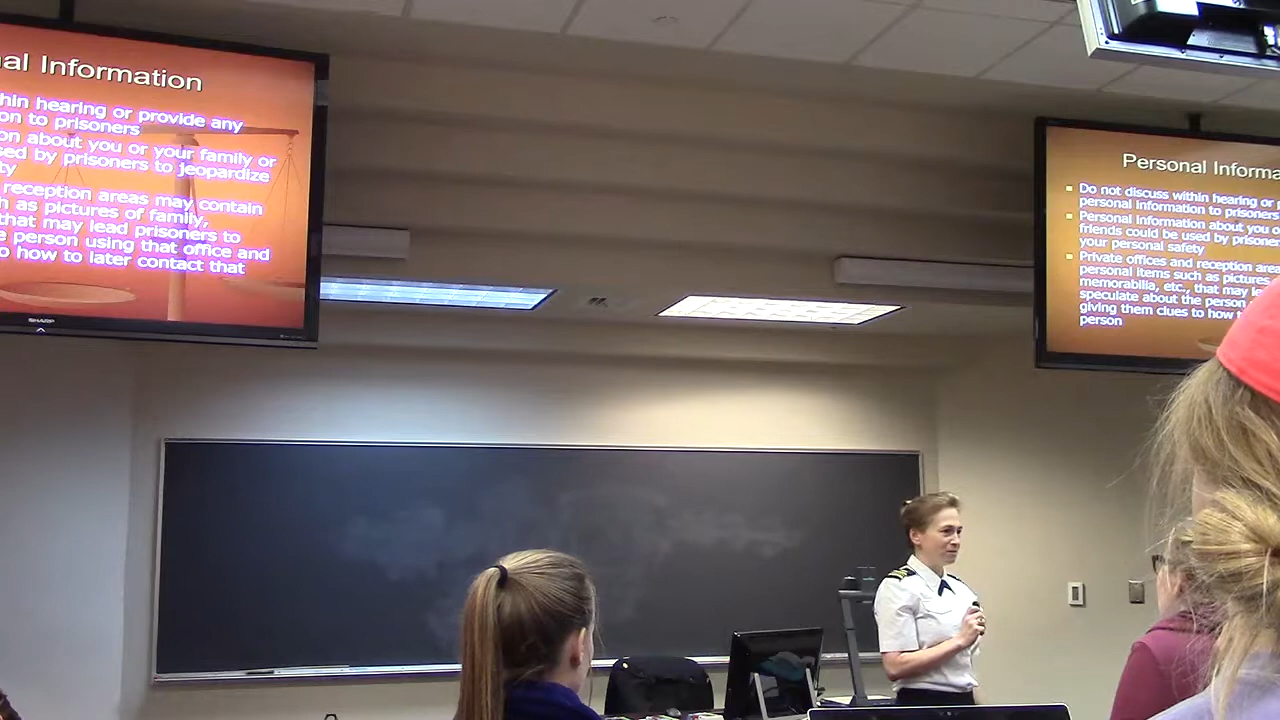 al Information
hin hearing or provide any
on to prisoners
on about you or your family or
sed by prisoners to jeopardize
ty
reception areas may contain
h as pictures of family,
that may lead prisoners to
e person using that office and
o how to later contact that
SHARP
Personal Informa
Do not discuss within hearing or p
personal information to prisoners
Personal Information about you o
friends could be used by prisone
your personal safety
Private offices and reception area
personal items such as pictures
memorabilia, etc., that may le
speculate about the person
giving them clues to how t
person